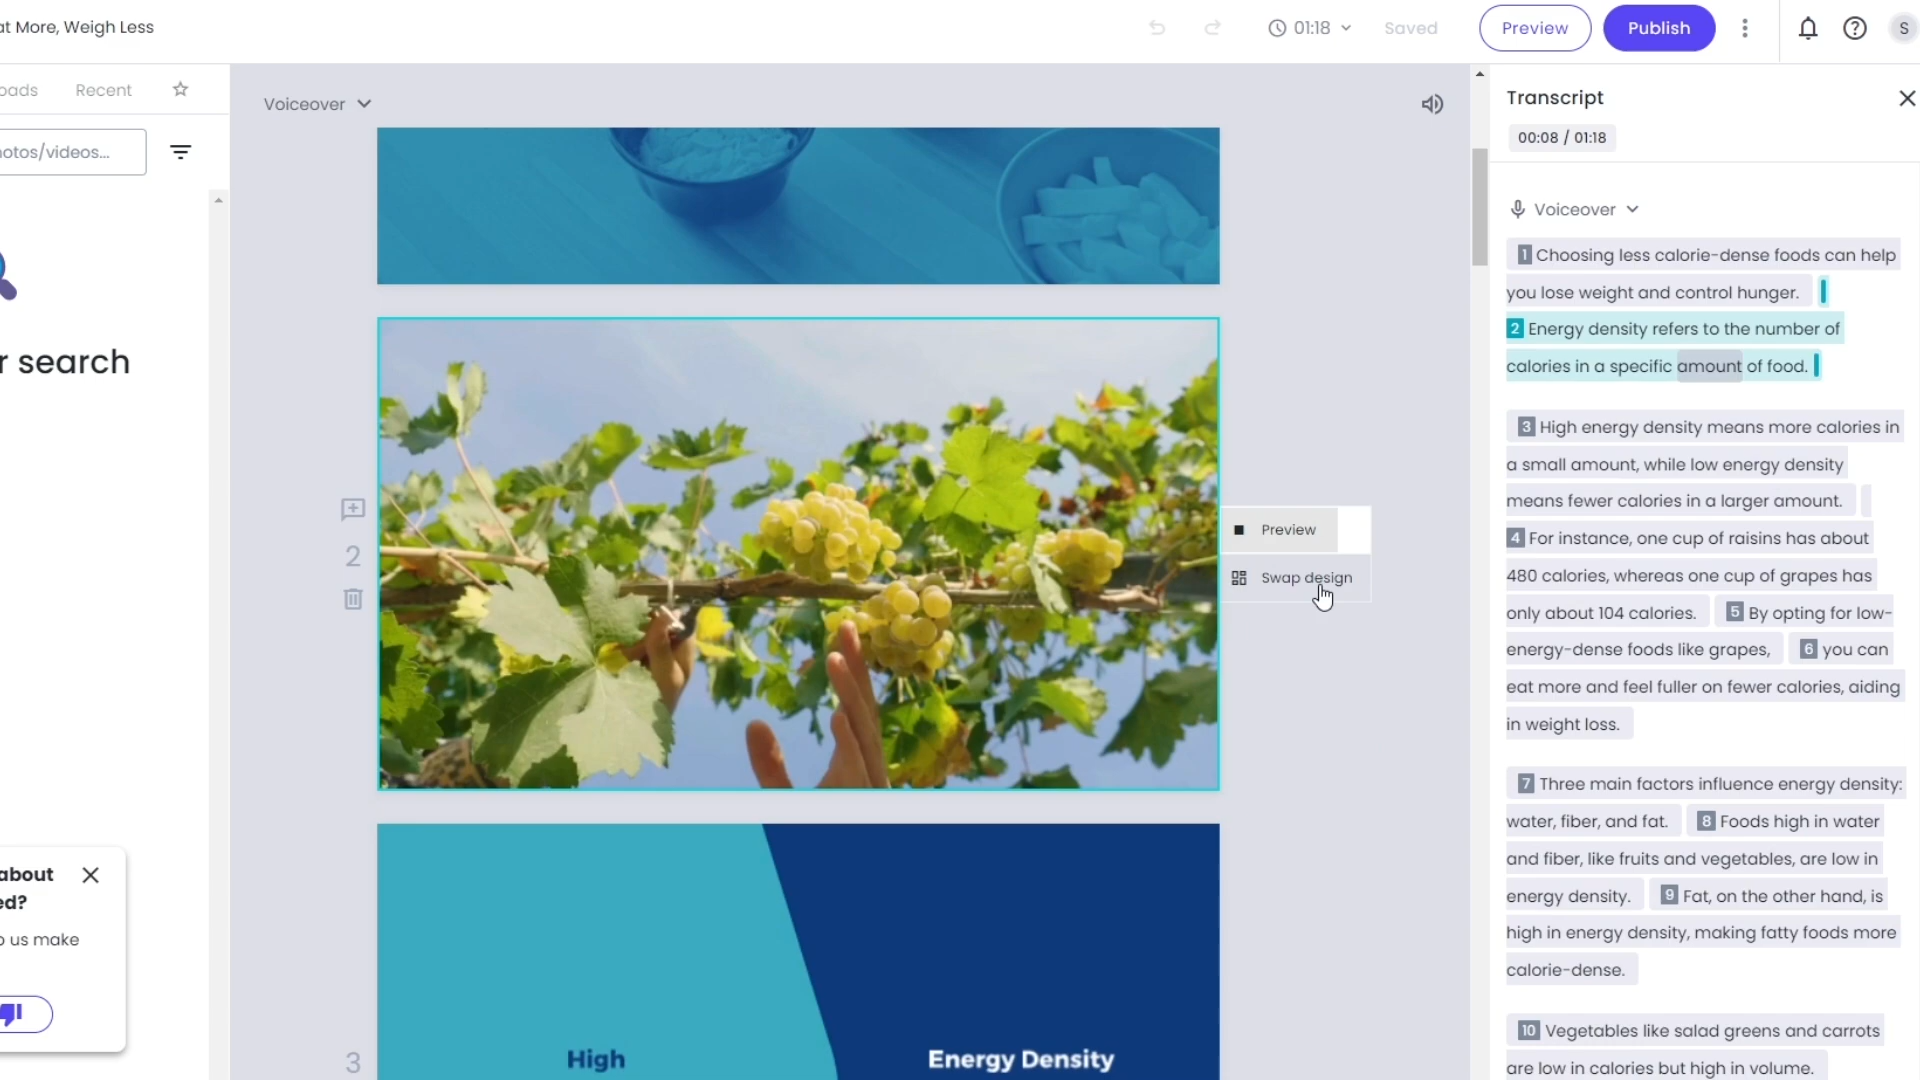 at More, Weigh Less
01:18
Saved
Preview
Publish
S
oads
Recent
Voiceover
Transcript
00:08 / 01:18
otos/videos...
Voiceover
1 Choosing less calorie-dense foods can help
you lose weight and control hunger.
2 Energy density refers to the number of
calories in a specific amount of food.
r search
3 High energy density means more calories in
a small amount, while low energy density
means fewer calories in a larger amount.
2
Preview
Swap design
4 For instance, one cup of raisins has about
480 calories, whereas one cup of grapes has
only about 104 calories. 5 By opting for low-
energy-dense foods like grapes, 6 you can
eat more and feel fuller on fewer calories, aiding
in weight loss.
7 Three main factors influence energy density:
water, fiber, and fat. 8 Foods high in water
and fiber, like fruits and vegetables, are low in
energy density. 9 Fat, on the other hand, is
high in energy density, making fatty foods more
calorie-dense.
about
ed?
o us make
3
High
Energy Density
10 Vegetables like salad greens and carrots
are low in calories but high in volume.